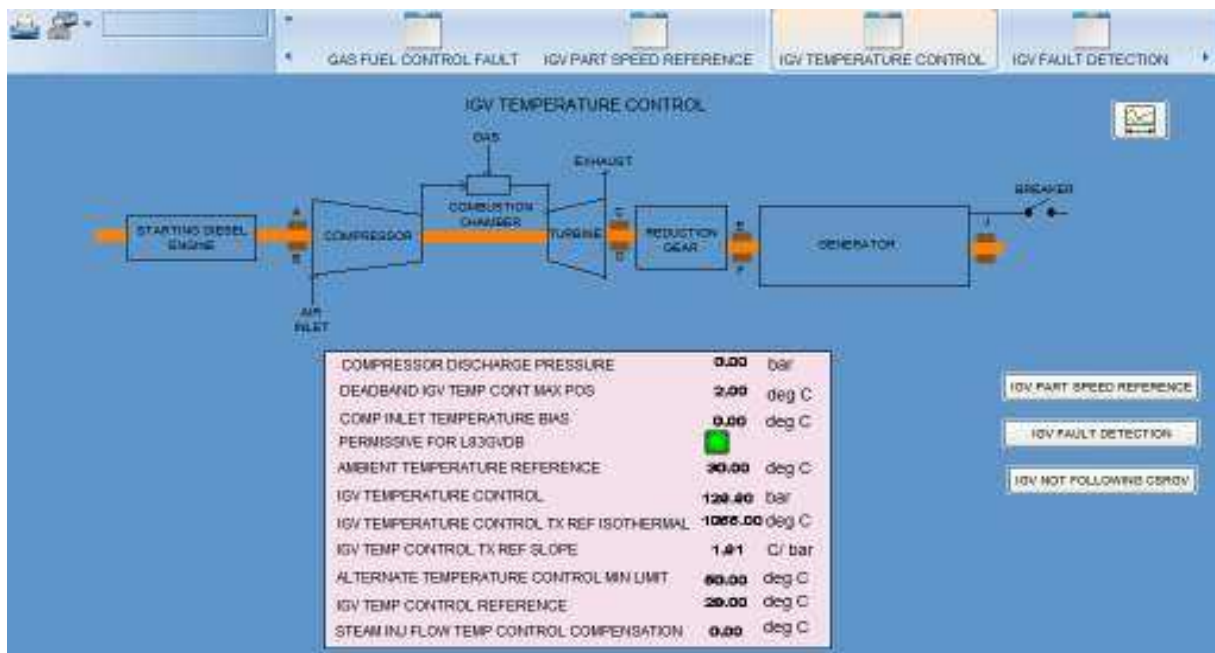 GAS FUEL CONTROL FAULT
IGV PART SPEED REFERENCE
IGV TEMPERATURE CONTROL
IGV FAULT DETECTION
IGV TEMPERATURE CONTROL
GAS
EXHAUST
BREAKER
COMBUSTION
CHAMBER
STARTING DIESEL
ENGINE
A
B
COMPRESSOR
TURBINE
C
D
REDUCTION
GEAR
E
F
GENERATOR
J
AIR
INLET
COMPRESSOR DISCHARGE PRESSURE 0.00 bar
DEADBAND IGV TEMP CONT MAX POS 2.00 deg C
COMP INLET TEMPERATURE BIAS 0.00 deg C
PERMISSIVE FOR L83GVDB
AMBIENT TEMPERATURE REFERENCE 30.00 deg C
IGV TEMPERATURE CONTROL bar
IGV TEMPERATURE CONTROL TX REF ISOTHERMAL deg C
IGV TEMP CONTROL TX REF SLOPE C/ bar
ALTERNATE TEMPERATURE CONTROL MIN LIMIT deg C
IGV TEMP CONTROL REFERENCE deg C
STEAM INJ FLOW TEMP CONTROL COMPENSATION 0.00 deg C
IGV PART SPEED REFERENCE
IGV FAULT DETECTION
IGV NOT FOLLOWING CSRGV